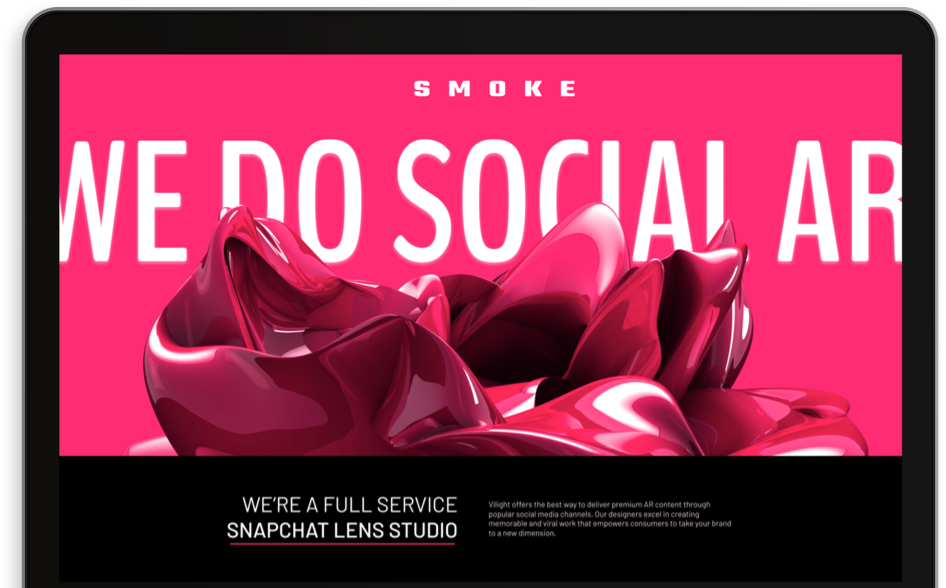 SMOKE
WE DO SOCIAL AR
WE'RE A FULL SERVICE
SNAPCHAT LENS STUDIO
Vilight offers the best way to deliver premium AR content through
popular social media channels. Our designers excel in creating
memorable and viral work that empowers consumers to take your brand
to a new dimension.